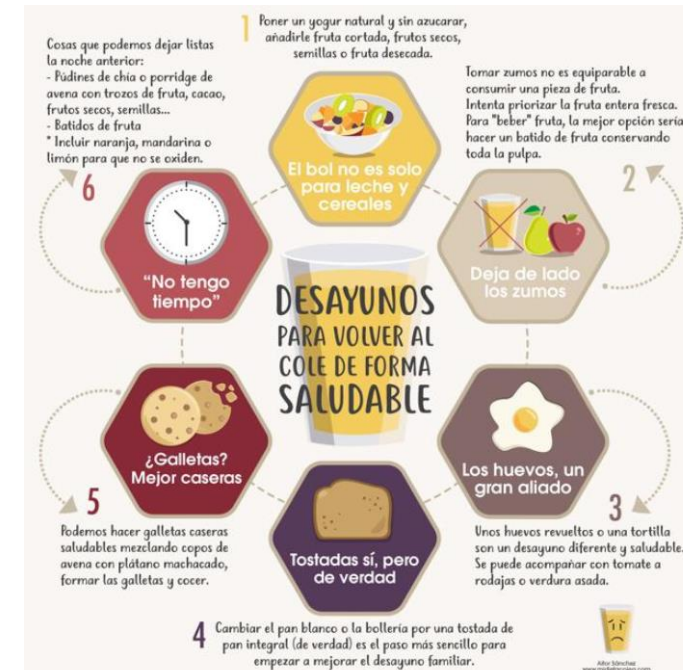 DESAYUNOS
PARA VOLVER AL
COLE DE FORMA
SALUDABLE
1
Poner un yogur natural y sin azucarar,
añadirle fruta cortada, frutos secos,
semillas o fruta desecada.
El bol no es solo
para leche y
cereales
Tomar zumos no es equiparable a
consumir una pieza de fruta.
Intenta priorizar la fruta entera fresca.
Para "beber" fruta, la mejor opción sería
hacer un batido de fruta conservando
toda la pulpa.
2
Deja de lado
los zumos
Los huevos, un
gran aliado
3
Unos huevos revueltos o una tortilla
son un desayuno diferente y saludable.
Se puede acompañar con tomate a
rodajas o verdura asada.
Tostadas sí, pero
de verdad
4
Cambiar el pan blanco o la bollería por una tostada de
pan integral (de verdad) es el paso más sencillo para
empezar a mejorar el desayuno familiar.
¿Galletas?
Mejor caseras
5
Podemos hacer galletas caseras
saludables mezclando copos de
avena con plátano machacado,
formar las galletas y cocer.
Cosas que podemos dejar listas
la noche anterior:
- Púdines de chía o porridge de
avena con trozos de fruta, cacao,
frutos secos, semillas...
- Batidos de fruta
* Incluir naranja, mandarina o
limón para que no se oxiden.
6
"No tengo
tiempo"
Aitor Sánchez